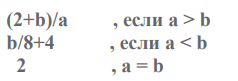 (2+b)/a , если a > b
b/8+4 , если a < b
2 , a = b